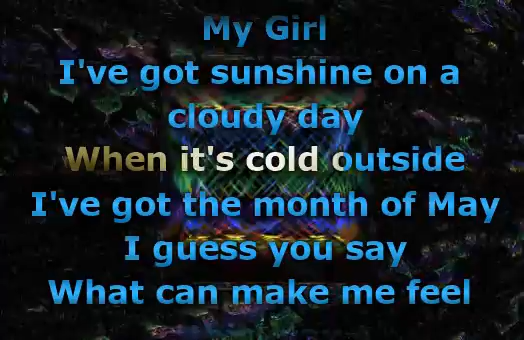 My Girl
I've got sunshine on a
cloudy day
When it's cold outside
I've got the month of May
I guess you say
What can make me feel